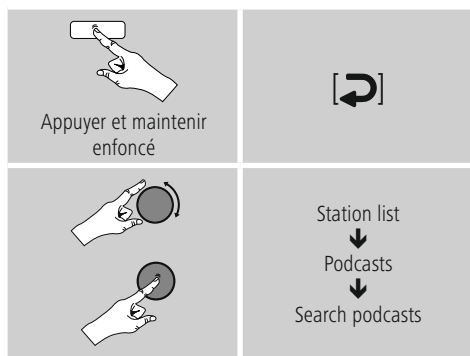 Appuyer et maintenir
enfoncé
[⮌]
Station list
🡻
Podcasts
🡻
Search podcasts